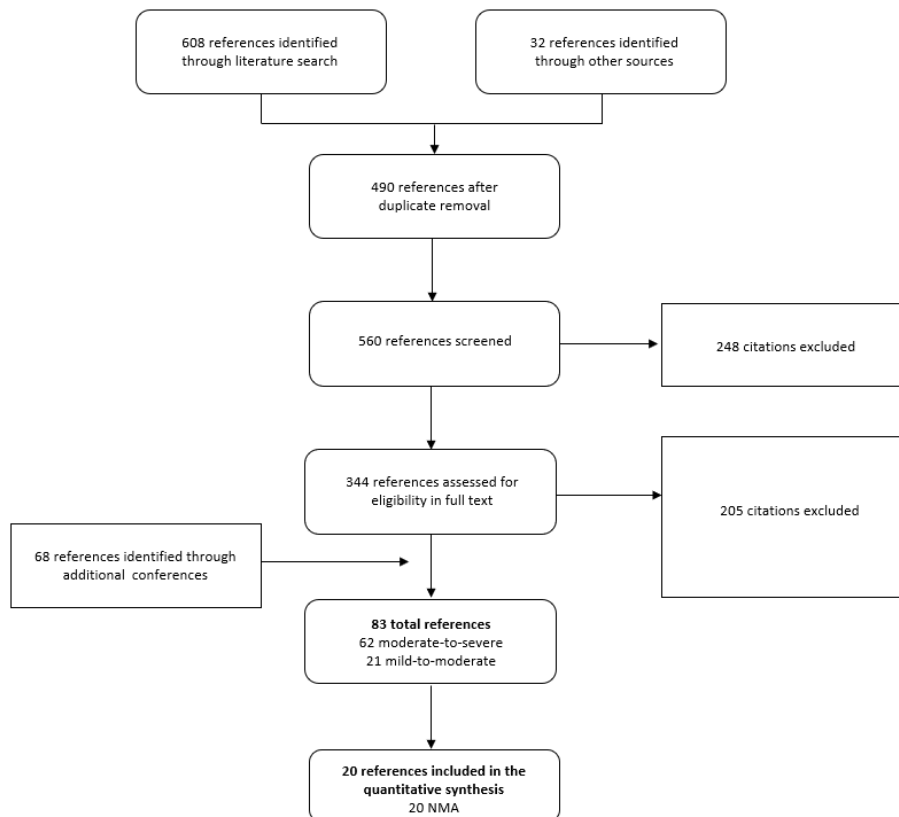 608 references identified
through literature search
32 references identified
through other sources
490 references after
duplicate removal
560 references screened
248 citations excluded
344 references assessed for
eligibility in full text
205 citations excluded
68 references identified through
additional conferences
83 total references
62 moderate-to-severe
21 mild-to-moderate
20 references included in the
quantitative synthesis
20 NMA